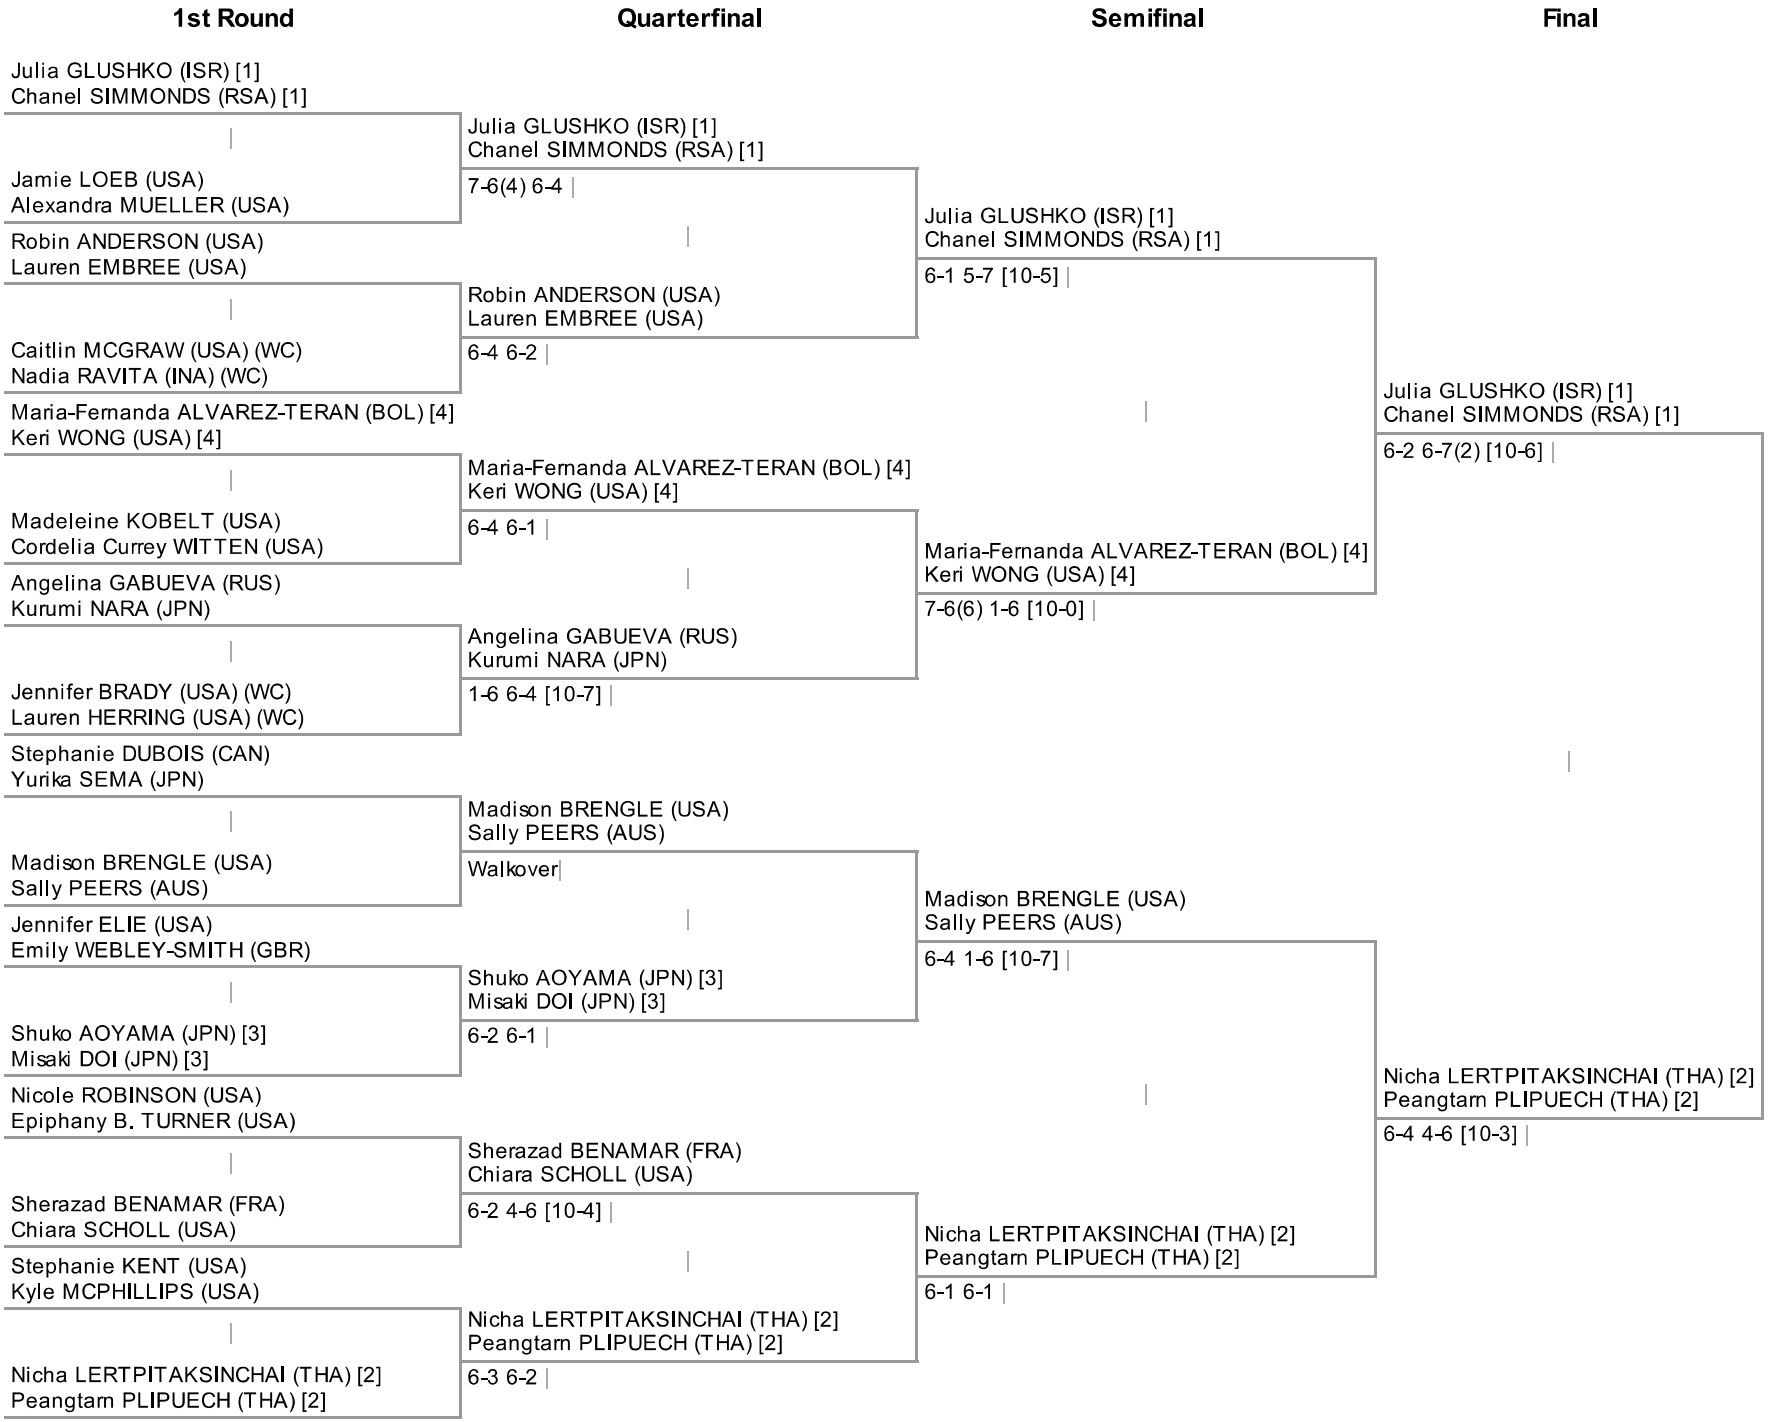 1st Round
Quarterfinal
Semifinal
Final
Julia GLUSHKO (ISR) [1]
Chanel SIMMONDS (RSA) [1]
Jamie LOEB (USA)
Alexandra MUELLER (USA)
Robin ANDERSON (USA)
Lauren EMBREE (USA)
Caitlin MCGRAW (USA) (WC)
Nadia RAVITA (INA) (WC)
Maria-Fernanda ALVAREZ-TERAN (BOL) [4]
Keri WONG (USA) [4]
Madeleine KOBELT (USA)
Cordelia Currey WITTEN (USA)
Angelina GABUEVA (RUS)
Kurumi NARA (JPN)
Jennifer BRADY (USA) (WC)
Lauren HERRING (USA) (WC)
Stephanie DUBOIS (CAN)
Yurika SEMA (JPN)
Madison BRENGLE (USA)
Sally PEERS (AUS)
Jennifer ELIE (USA)
Emily WEBLEY-SMITH (GBR)
Shuko AOYAMA (JPN) [3]
Misaki DOI (JPN) [3]
Nicole ROBINSON (USA)
Epiphany B. TURNER (USA)
Sherazad BENAMAR (FRA)
Chiara SCHOLL (USA)
Stephanie KENT (USA)
Kyle MCPHILLIPS (USA)
Nicha LERTPITAKSINCHAI (THA) [2]
Peangtarn PLIPUECH (THA) [2]
Julia GLUSHKO (ISR) [1]
Chanel SIMMONDS (RSA) [1]
7-6(4) 6-4
Robin ANDERSON (USA)
Lauren EMBREE (USA)
6-4 6-2
Maria-Fernanda ALVAREZ-TERAN (BOL) [4]
Keri WONG (USA) [4]
6-4 6-1
Angelina GABUEVA (RUS)
Kurumi NARA (JPN)
1-6 6-4 [10-7]
Madison BRENGLE (USA)
Sally PEERS (AUS)
Walkover
Shuko AOYAMA (JPN) [3]
Misaki DOI (JPN) [3]
6-2 6-1
Sherazad BENAMAR (FRA)
Chiara SCHOLL (USA)
6-2 4-6 [10-4]
Nicha LERTPITAKSINCHAI (THA) [2]
Peangtarn PLIPUECH (THA) [2]
6-3 6-2
Julia GLUSHKO (ISR) [1]
Chanel SIMMONDS (RSA) [1]
6-1 5-7 [10-5]
Maria-Fernanda ALVAREZ-TERAN (BOL) [4]
Keri WONG (USA) [4]
7-6(6) 1-6 [10-0]
Madison BRENGLE (USA)
Sally PEERS (AUS)
6-4 1-6 [10-7]
Nicha LERTPITAKSINCHAI (THA) [2]
Peangtarn PLIPUECH (THA) [2]
6-1 6-1
Julia GLUSHKO (ISR) [1]
Chanel SIMMONDS (RSA) [1]
6-2 6-7(2) [10-6]
Nicha LERTPITAKSINCHAI (THA) [2]
Peangtarn PLIPUECH (THA) [2]
6-4 4-6 [10-3]